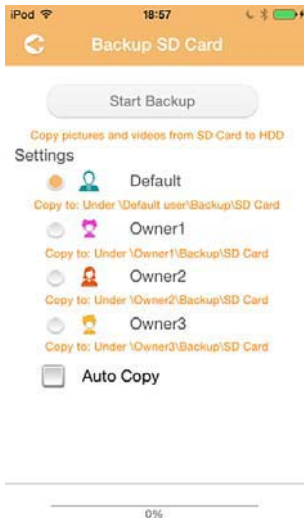 iPod 18:57
Backup SD Card
Start Backup
Copy pictures and videos from SD Card to HDD
Settings
Default
Copy to: Under \Default user\Backup\SD Card
Owner1
Copy to: Under \Owner1\Backup\SD Card
Owner2
Copy to: Under \Owner2\Backup\SD Card
Owner3
Copy to: Under \Owner3\Backup\SD Card
Auto Copy
0%